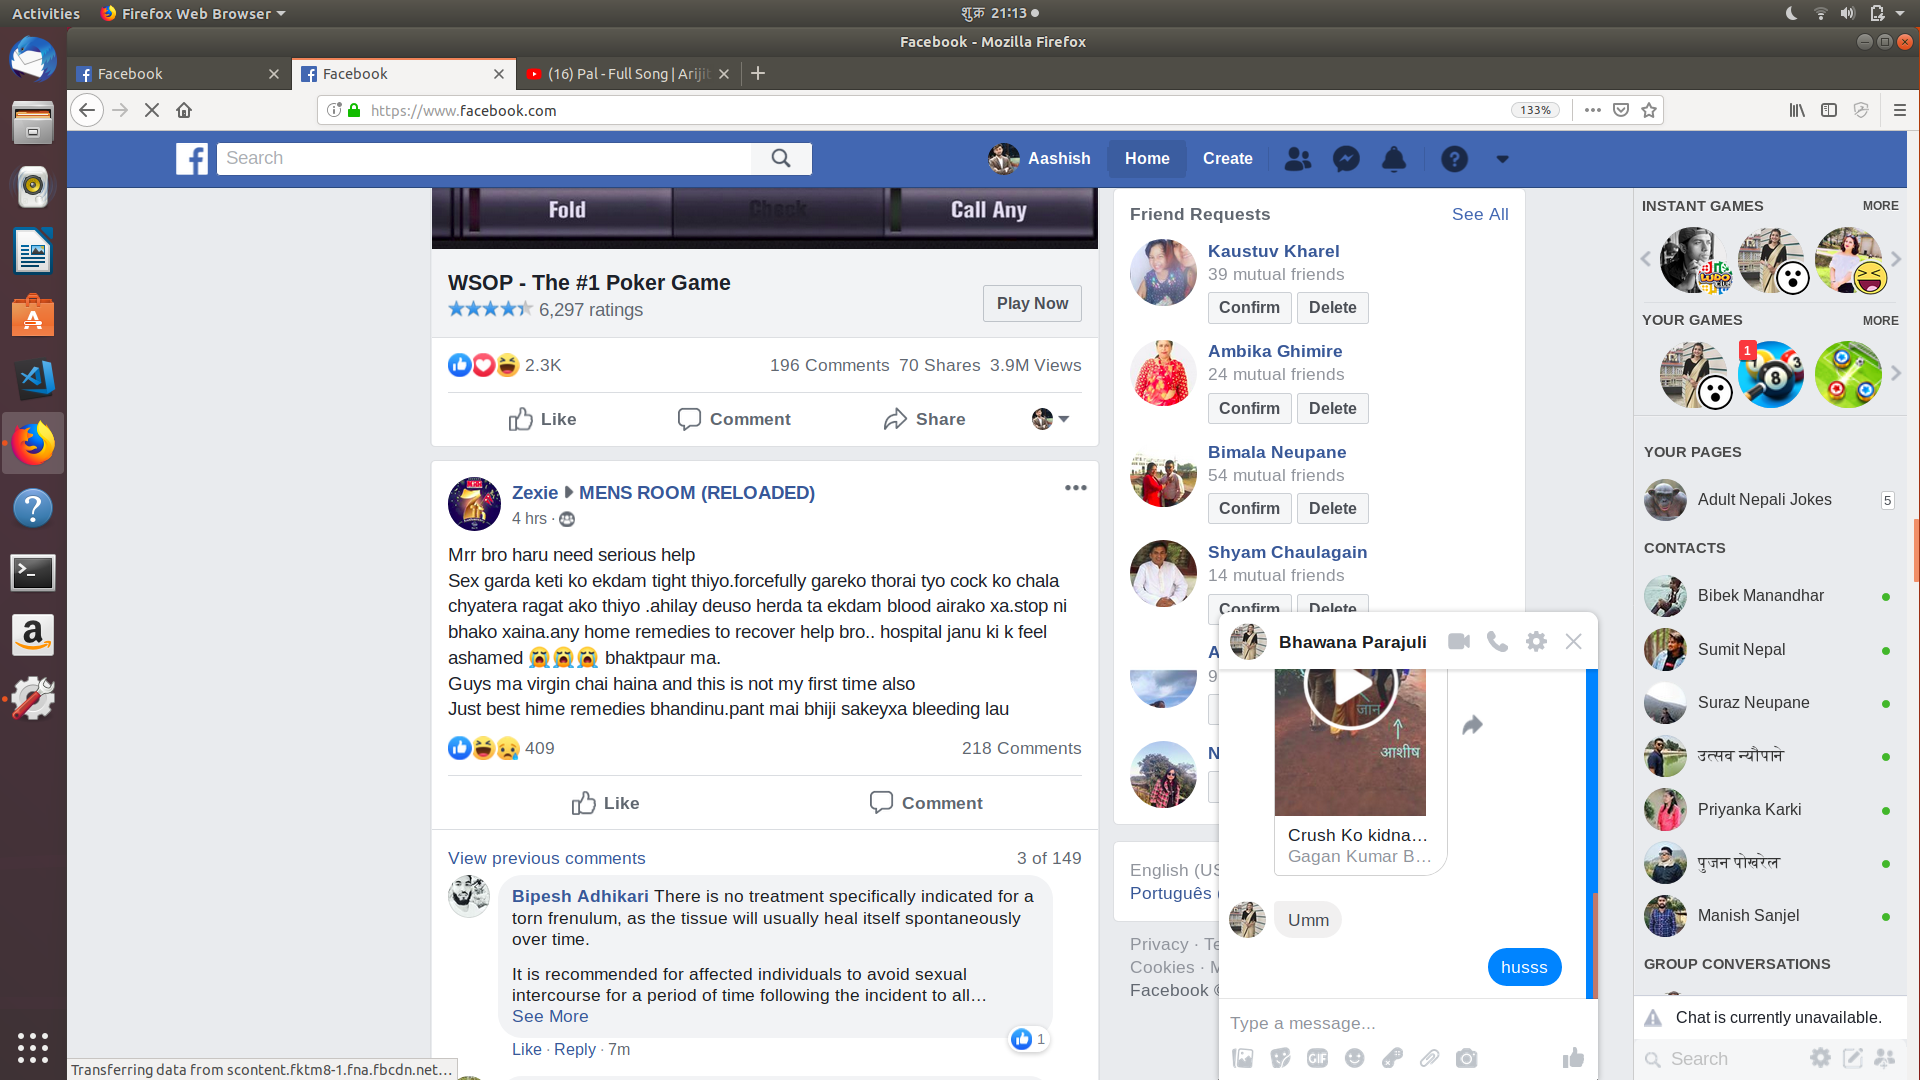 Activities
Firefox Web Browser
शुक्र 21:13
Facebook - Mozilla Firefox
Facebook
Facebook
(16) Pal - Full Song | Arijit
https://www.facebook.com
133%
Search
Aashish
Home
Create
Fold
Check
Call Any
WSOP - The #1 Poker Game
6,297 ratings
Play Now
2.3K
196 Comments 70 Shares 3.9M Views
Like
Comment
Share
Zexie
MENS ROOM (RELOADED)
4 hrs ·
Mrr bro haru need serious help
Sex garda keti ko ekdam tight thiyo.forcefully gareko thorai tyo cock ko chala
chyatera ragat ako thiyo .ahilay deuso herda ta ekdam blood airako xa.stop ni
bhako xaina.any home remedies to recover help bro.. hospital janu ki k feel
ashamed 😭😭😭 bhaktpaur ma.
Guys ma virgin chai haina and this is not my first time also
Just best hime remedies bhandinu.pant mai bhiji sakeyxa bleeding lau
409
218 Comments
Like
Comment
View previous comments
3 of 149
Bipesh Adhikari There is no treatment specifically indicated for a
torn frenulum, as the tissue will usually heal itself spontaneously
over time.
It is recommended for affected individuals to avoid sexual
intercourse for a period of time following the incident to all…
See More
1
Like · Reply · 7m
Transferring data from scontent.fktm8-1.fna.fbcdn.net…
Friend Requests
See All
Kaustuv Kharel
39 mutual friends
Confirm
Delete
Ambika Ghimire
24 mutual friends
Confirm
Delete
Bimala Neupane
54 mutual friends
Confirm
Delete
Shyam Chaulagain
14 mutual friends
Confirm
Delete
A
9
N
English (US
Português (
Privacy · Te
Cookies · M
Facebook ©
Bhawana Parajuli
जान
आशीष
Crush Ko kidna…
Gagan Kumar B…
Umm
husss
Type a message...
GIF
INSTANT GAMES
MORE
LUDO
YOUR GAMES
MORE
1
8
3
YOUR PAGES
Adult Nepali Jokes
5
CONTACTS
Bibek Manandhar
Sumit Nepal
Suraz Neupane
उत्सव न्यौपाने
Priyanka Karki
पुजन पोखरेल
Manish Sanjel
GROUP CONVERSATIONS
Chat is currently unavailable.
Search